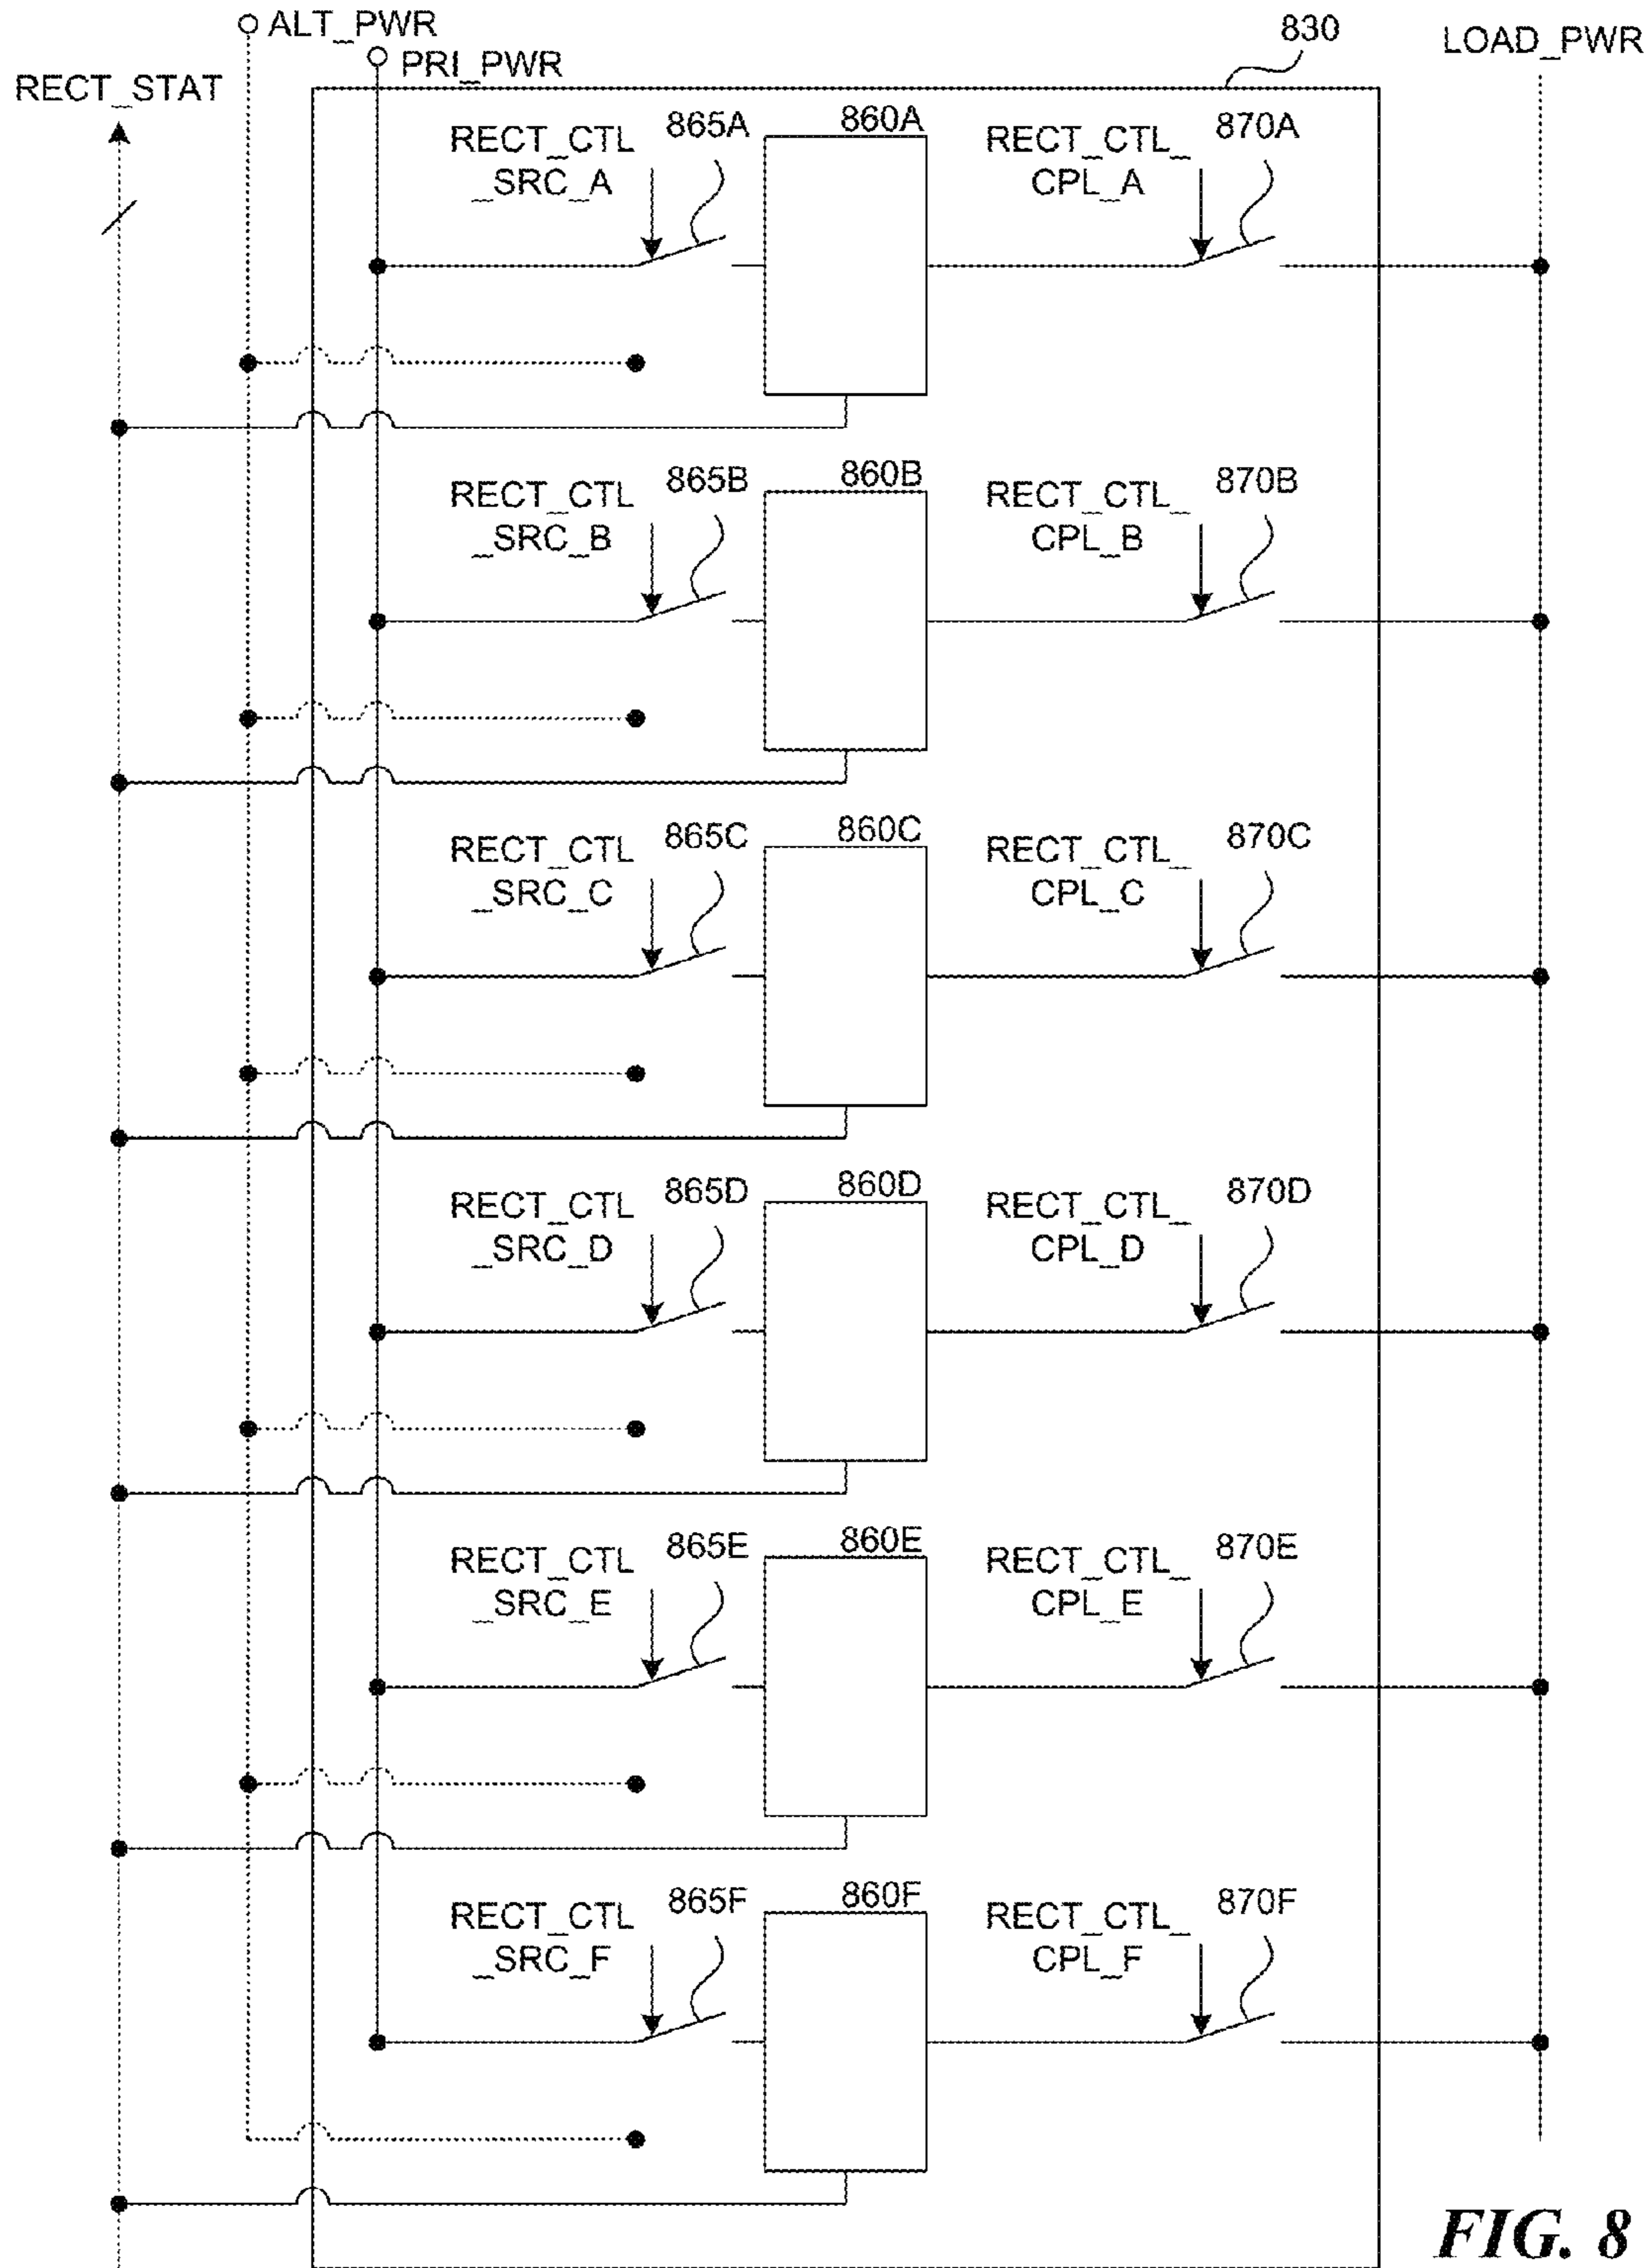 ALT_PWR
PRI_PWR
RECT_STAT
830
LOAD_PWR
RECT_CTL
_SRC_A
865A
860A
RECT_CTL_
CPL_A
870A
RECT_CTL
_SRC_B
865B
860B
RECT_CTL_
CPL_B
870B
RECT_CTL
_SRC_C
865C
860C
RECT_CTL_
CPL_C
870C
RECT_CTL
_SRC_D
865D
860D
RECT_CTL_
CPL_D
870D
RECT_CTL
_SRC_E
865E
860E
RECT_CTL_
CPL_E
870E
RECT_CTL
_SRC_F
865F
860F
RECT_CTL_
CPL_F
870F
FIG. 8